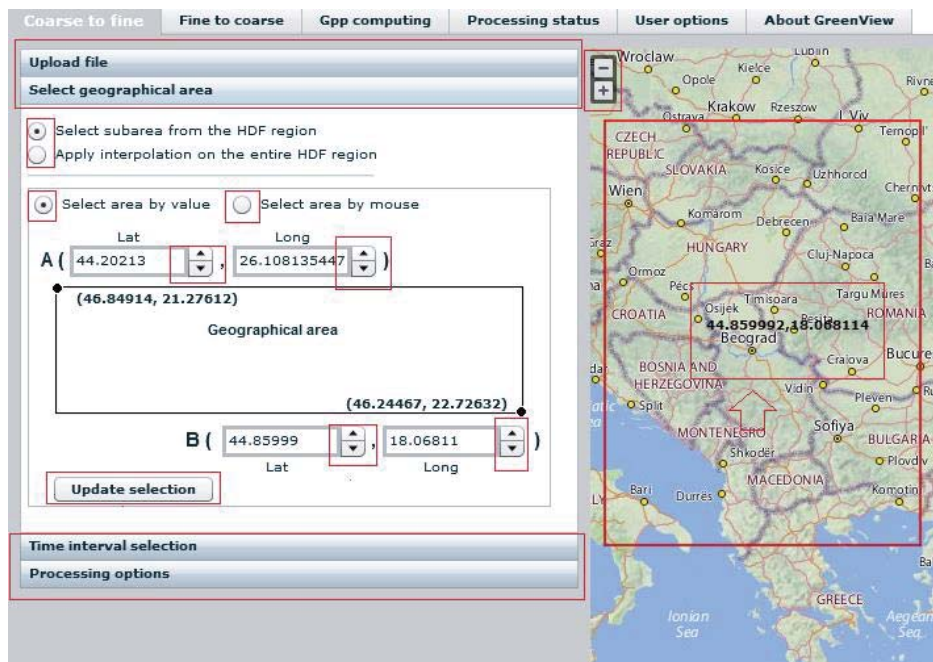 Coarse to fine Fine to coarse Gpp computing Processing status User options About GreenView
Upload file
Select geographical area
Select subarea from the HDF region
Apply interpolation on the entire HDF region
Select area by value Select area by mouse
Lat Long
A ( 44.20213 , 26.108135447 )
(46.84914, 21.27612)
Geographical area
(46.24467, 22.72632)
B ( 44.85999 , 18.06811 )
Lat Long
Update selection
Time interval selection
Processing options
−
+
Wroclaw
Lublin
Opole
Kielce
Krakow
Rzeszow
Ostrava
Ternopil'
CZECH
REPUBLIC
SLOVAKIA
Kosice
Uzhhorod
Wien
Komarom
Debrecen
Baia Mare
HUNGARY
Cluj-Napoca
Ormoz
Pécs
Targu Mures
Timisoara
CROATIA
Osijek
Resita
ROMANIA
44.859992,18.068114
Beograd
BOSNIA AND
HERZEGOVINA
Craiova
Vidin
Pleven
Split
MONTENEGRO
Sofiya
BULGARIA
Shkodër
Plovdiv
MACEDONIA
Bari
Durrës
Komotin
GREECE
Ionian
Sea
Aegean
Sea